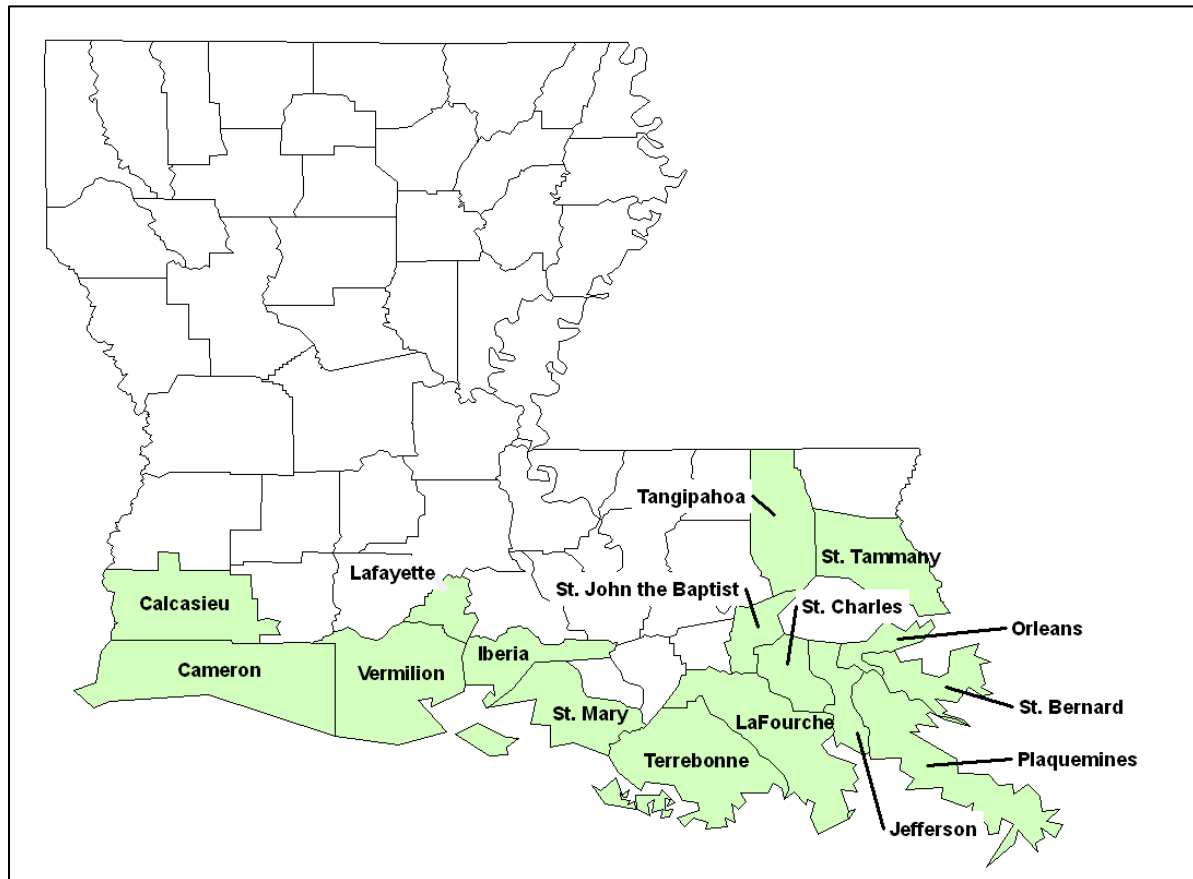 Tangipahoa
St. Tammany
Lafayette
St. John the Baptist
Calcasieu
St. Charles
Orleans
Iberia
Cameron
Vermilion
St. Bernard
St. Mary
LaFourche
Terrebonne
Plaquemines
Jefferson